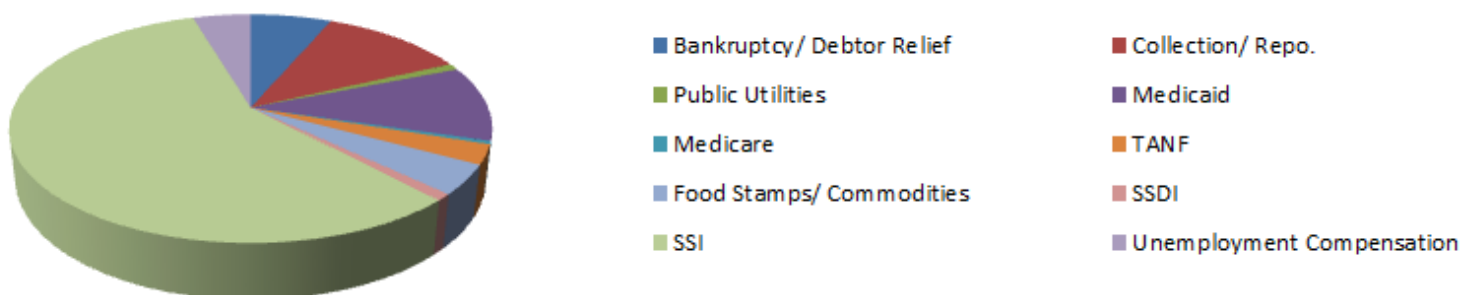 Bankruptcy/ Debtor Relief
Collection/ Repo.
Public Utilities
Medicaid
Medicare
TANF
Food Stamps/ Commodities
SSDI
SSI
Unemployment Compensation